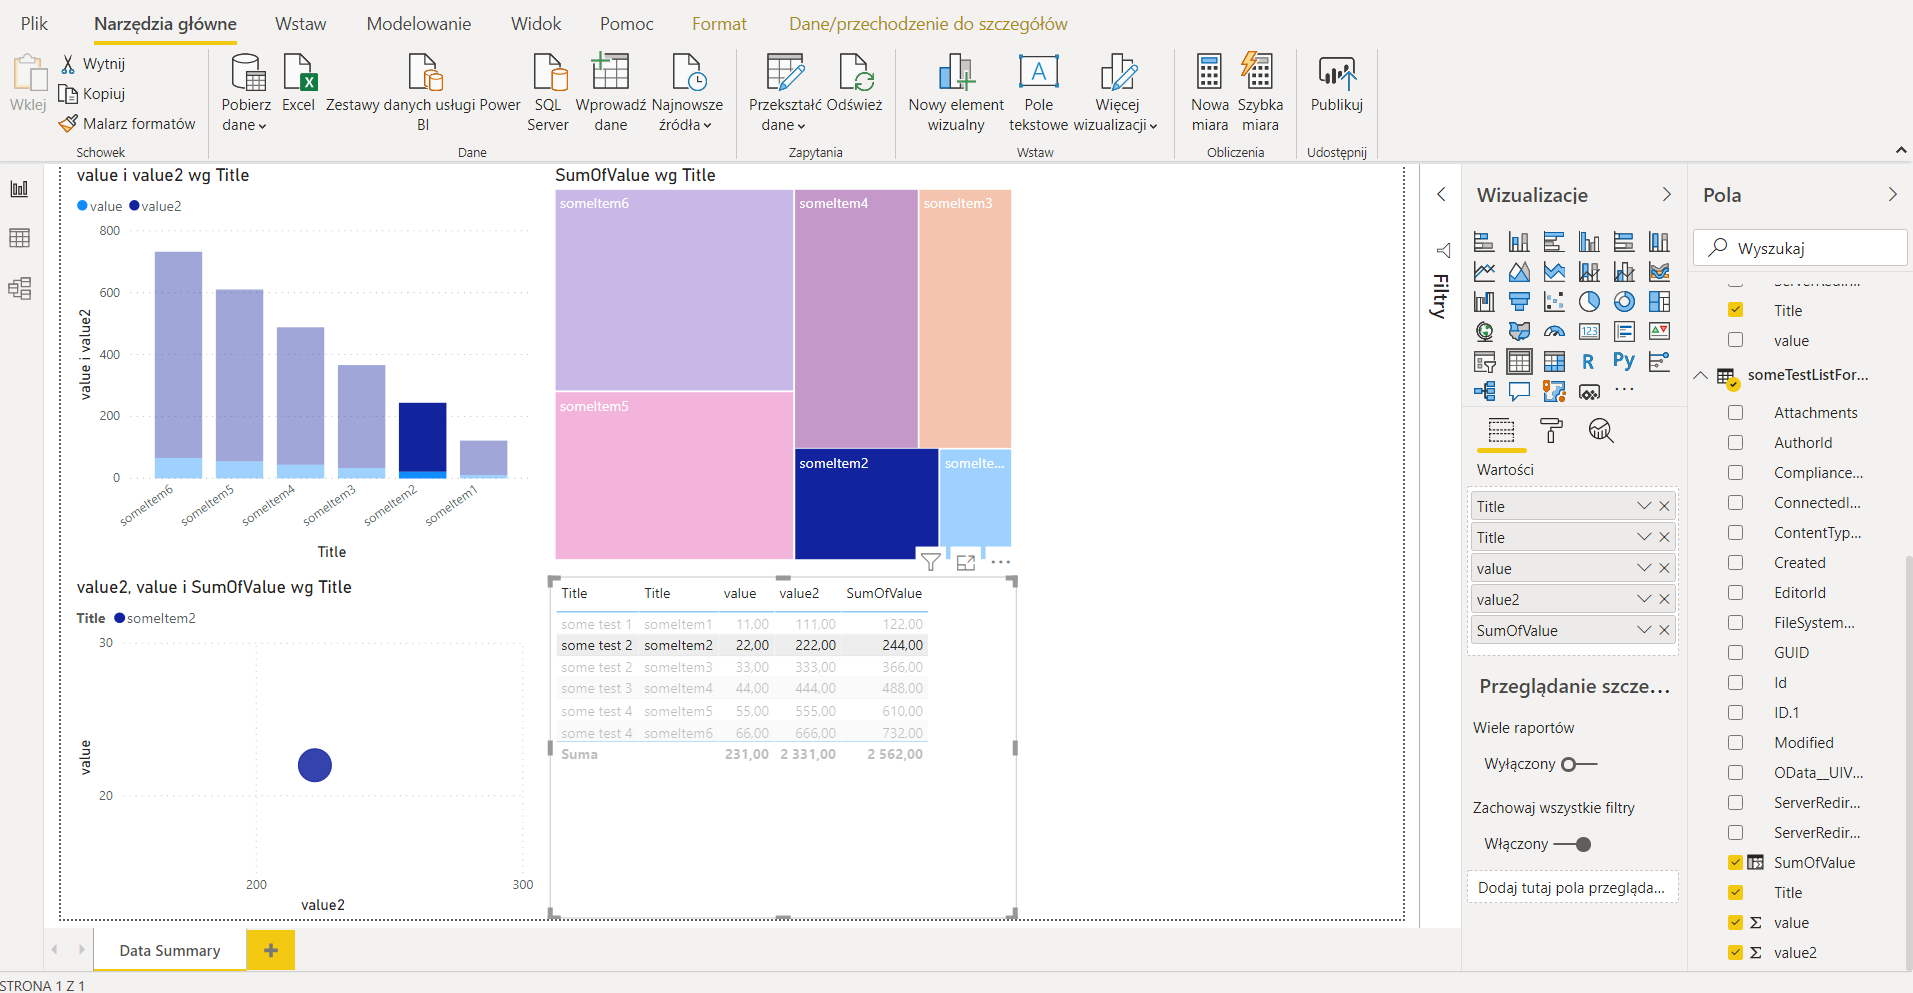 Plik Narzędzia główne Wstaw Modelowanie Widok Pomoc Format Dane/przechodzenie do szczegółów
Wklej
Wytnij
Kopiuj
Malarz formatów
Schowek
Pobierz dane
Excel
Zestawy danych usługi Power BI
SQL Server
Wprowadź dane
Najnowsze źródła
Dane
Przekształć dane
Odśwież
Zapytania
Nowy element wizualny
A
Pole tekstowe
Więcej wizualizacji
Wstaw
Nowa miara
Szybka miara
Obliczenia
Publikuj
Udostępnij
value i value2 wg Title
value value2
800
600
400
200
0
value i value2
someItem6 someItem5 someItem4 someItem3 someItem2 someItem1
Title
SumOfValue wg Title
someItem6
someItem5
someItem4
someItem3
someItem2
someIte...
value2, value i SumOfValue wg Title
Title someItem2
30
20
value
200 300
value2
Title Title value value2 SumOfValue
some test 1 someItem1 11,00 111,00 122,00
some test 2 someItem2 22,00 222,00 244,00
some test 2 someItem3 33,00 333,00 366,00
some test 3 someItem4 44,00 444,00 488,00
some test 4 someItem5 55,00 555,00 610,00
some test 4 someItem6 66,00 666,00 732,00
Suma 231,00 2 331,00 2 562,00
Filtry
Wizualizacje
123
R Py
Wartości
Title
Title
value
value2
SumOfValue
Przeglądanie szcze...
Wiele raportów
Wyłączony
Zachowaj wszystkie filtry
Włączony
Dodaj tutaj pola przegląda...
Pola
Wyszukaj
ServerRedir...
Title
value
someTestListFor...
Attachments
AuthorId
Compliance...
ConnectedI...
ContentTyp...
Created
EditorId
FileSystem...
GUID
Id
ID.1
Modified
OData__UIV...
ServerRedir...
ServerRedir...
SumOfValue
Title
Σ value
Σ value2
Data Summary +
STRONA 1 Z 1